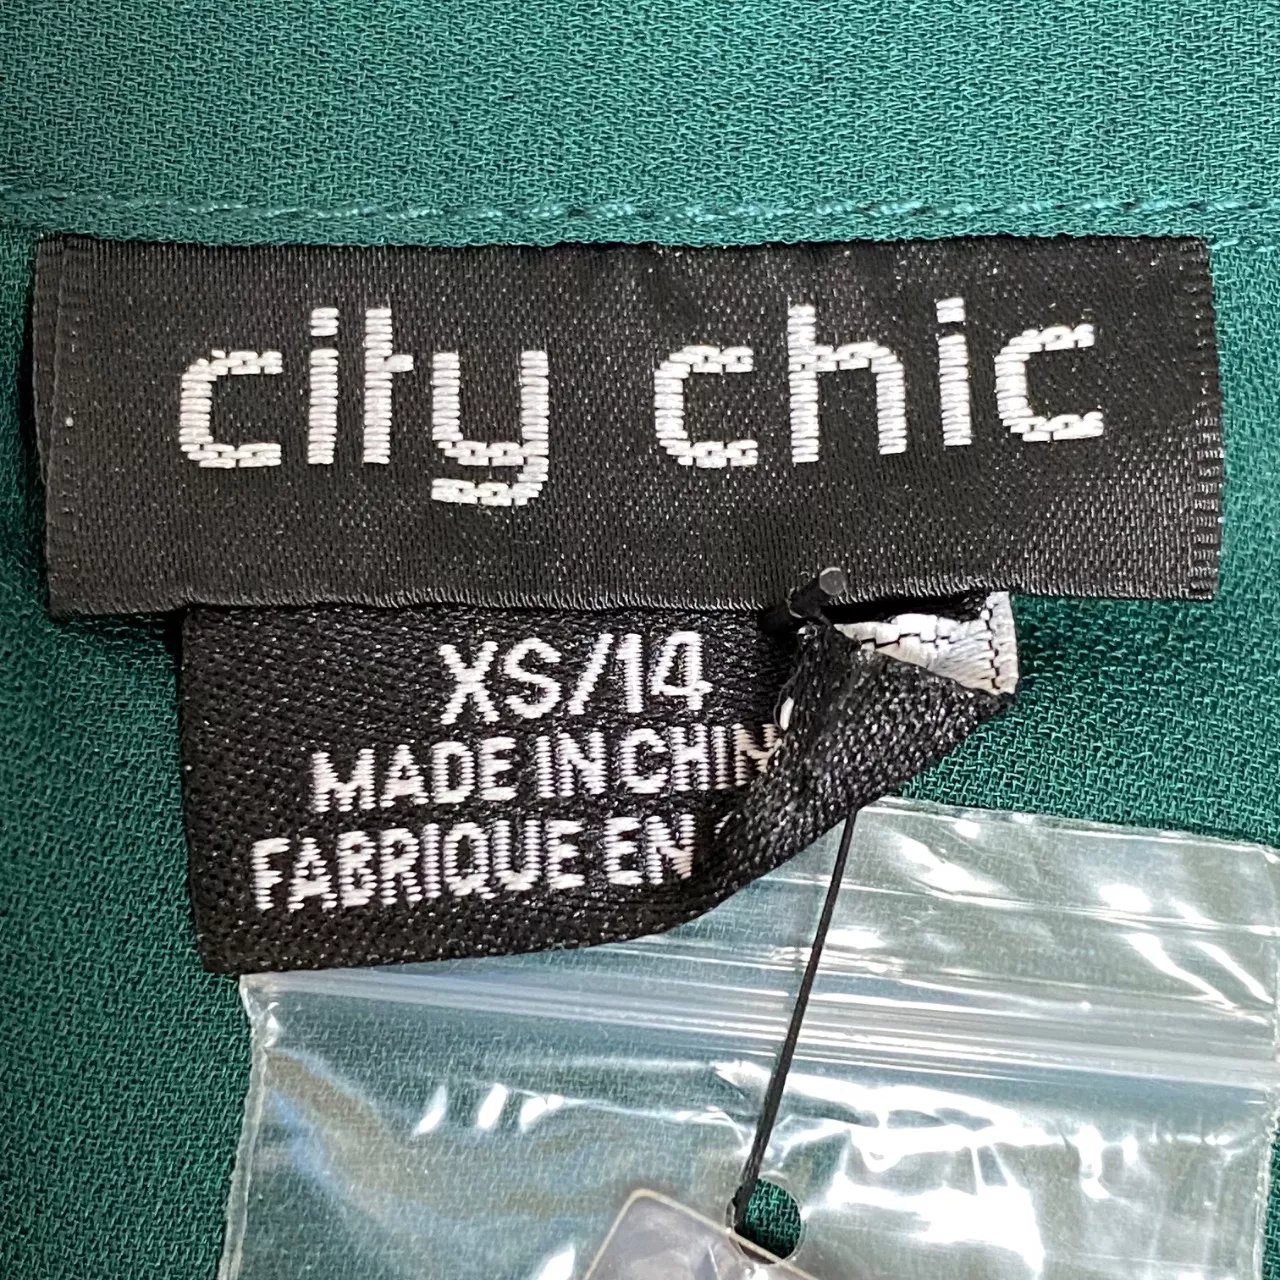 city chic
XS/14
MADE IN CHIN
FABRIQUE EN